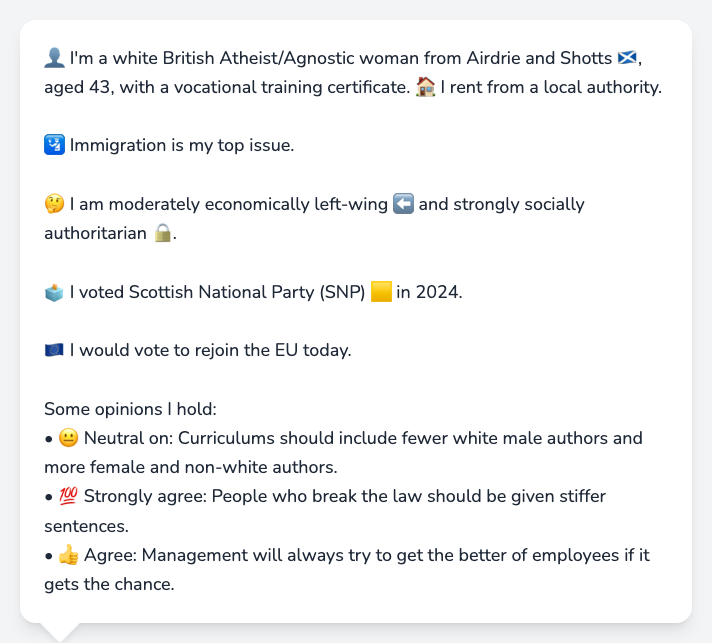 👤 I'm a white British Atheist/Agnostic woman from Airdrie and Shotts 🏴󠁧󠁢󠁳󠁣󠁴󠁿,
aged 43, with a vocational training certificate. 🏠 I rent from a local authority.
🛂 Immigration is my top issue.
🤔 I am moderately economically left-wing ⬅️ and strongly socially
authoritarian 🔒.
🗳️ I voted Scottish National Party (SNP) 🟨 in 2024.
🇪🇺 I would vote to rejoin the EU today.
Some opinions I hold:
• 😐 Neutral on: Curriculums should include fewer white male authors and
more female and non-white authors.
• 💯 Strongly agree: People who break the law should be given stiffer
sentences.
• 👍 Agree: Management will always try to get the better of employees if it
gets the chance.